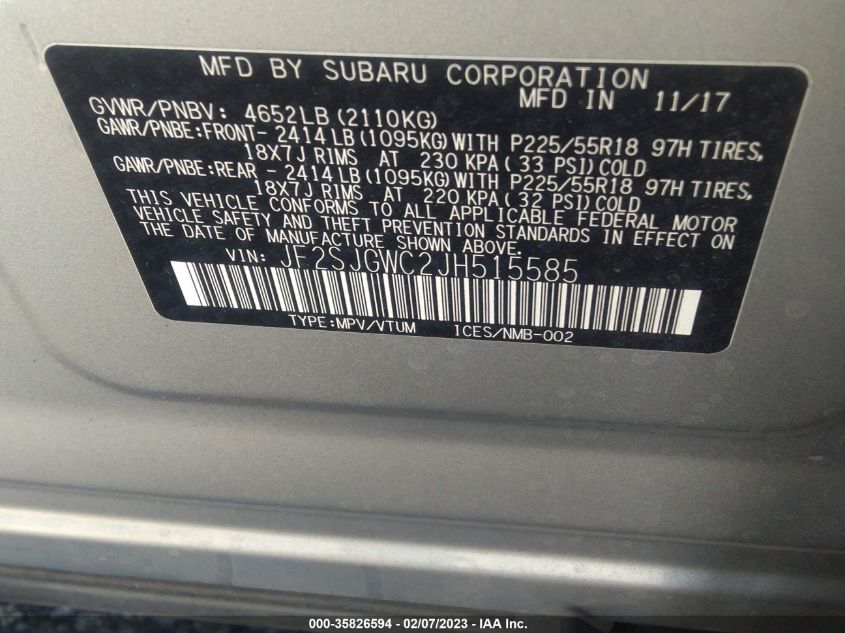 MFD BY SUBARU CORPORATION
MFD IN 11/17
GVWR/PNBV: 4652LB(2110KG)
GAWR/PNBE:FRONT- 2414LB(1095KG)WITH P225/55R18 97H TIRES,
18X7J RIMS AT 230 KPA(33 PSI)COLD
GAWR/PNBE:REAR - 2414LB(1095KG)WITH P225/55R18 97H TIRES,
18X7J RIMS AT 220 KPA(32 PSI)COLD
THIS VEHICLE CONFORMS TO ALL APPLICABLE FEDERAL MOTOR
VEHICLE SAFETY AND THEFT PREVENTION STANDARDS IN EFFECT ON
THE DATE OF MANUFACTURE SHOWN ABOVE.
VIN: JF2SJGWC2JH515585
TYPE:MPV/VTUM ICES/NMB-002
000-35826594 - 02/07/2023 - IAA Inc.